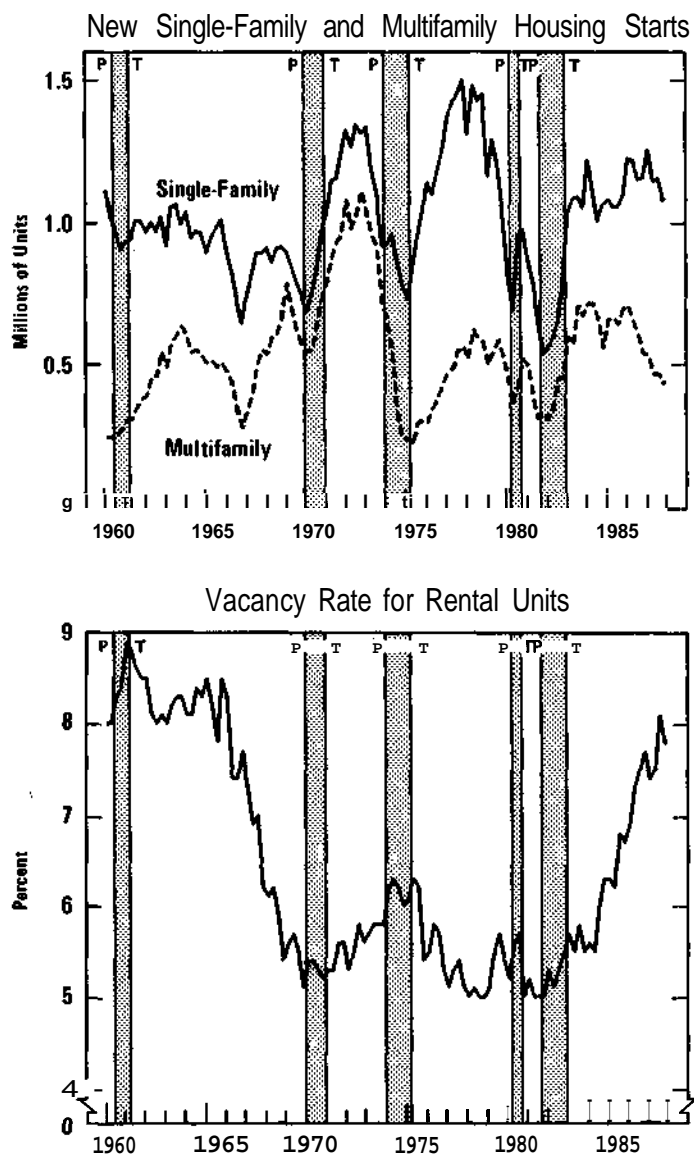 New Single-Family and Multifamily Housing Starts
1.5
P T P T P T P TP T
Single-Family
1.0
Millions of Units
0.5
Multifamily
0
1960 1965 1970 1975 1980 1985
Vacancy Rate for Rental Units
9
P T P T P T P TP T
8
7
Percent
6
5
4
0
1960 1965 1970 1975 1980 1985